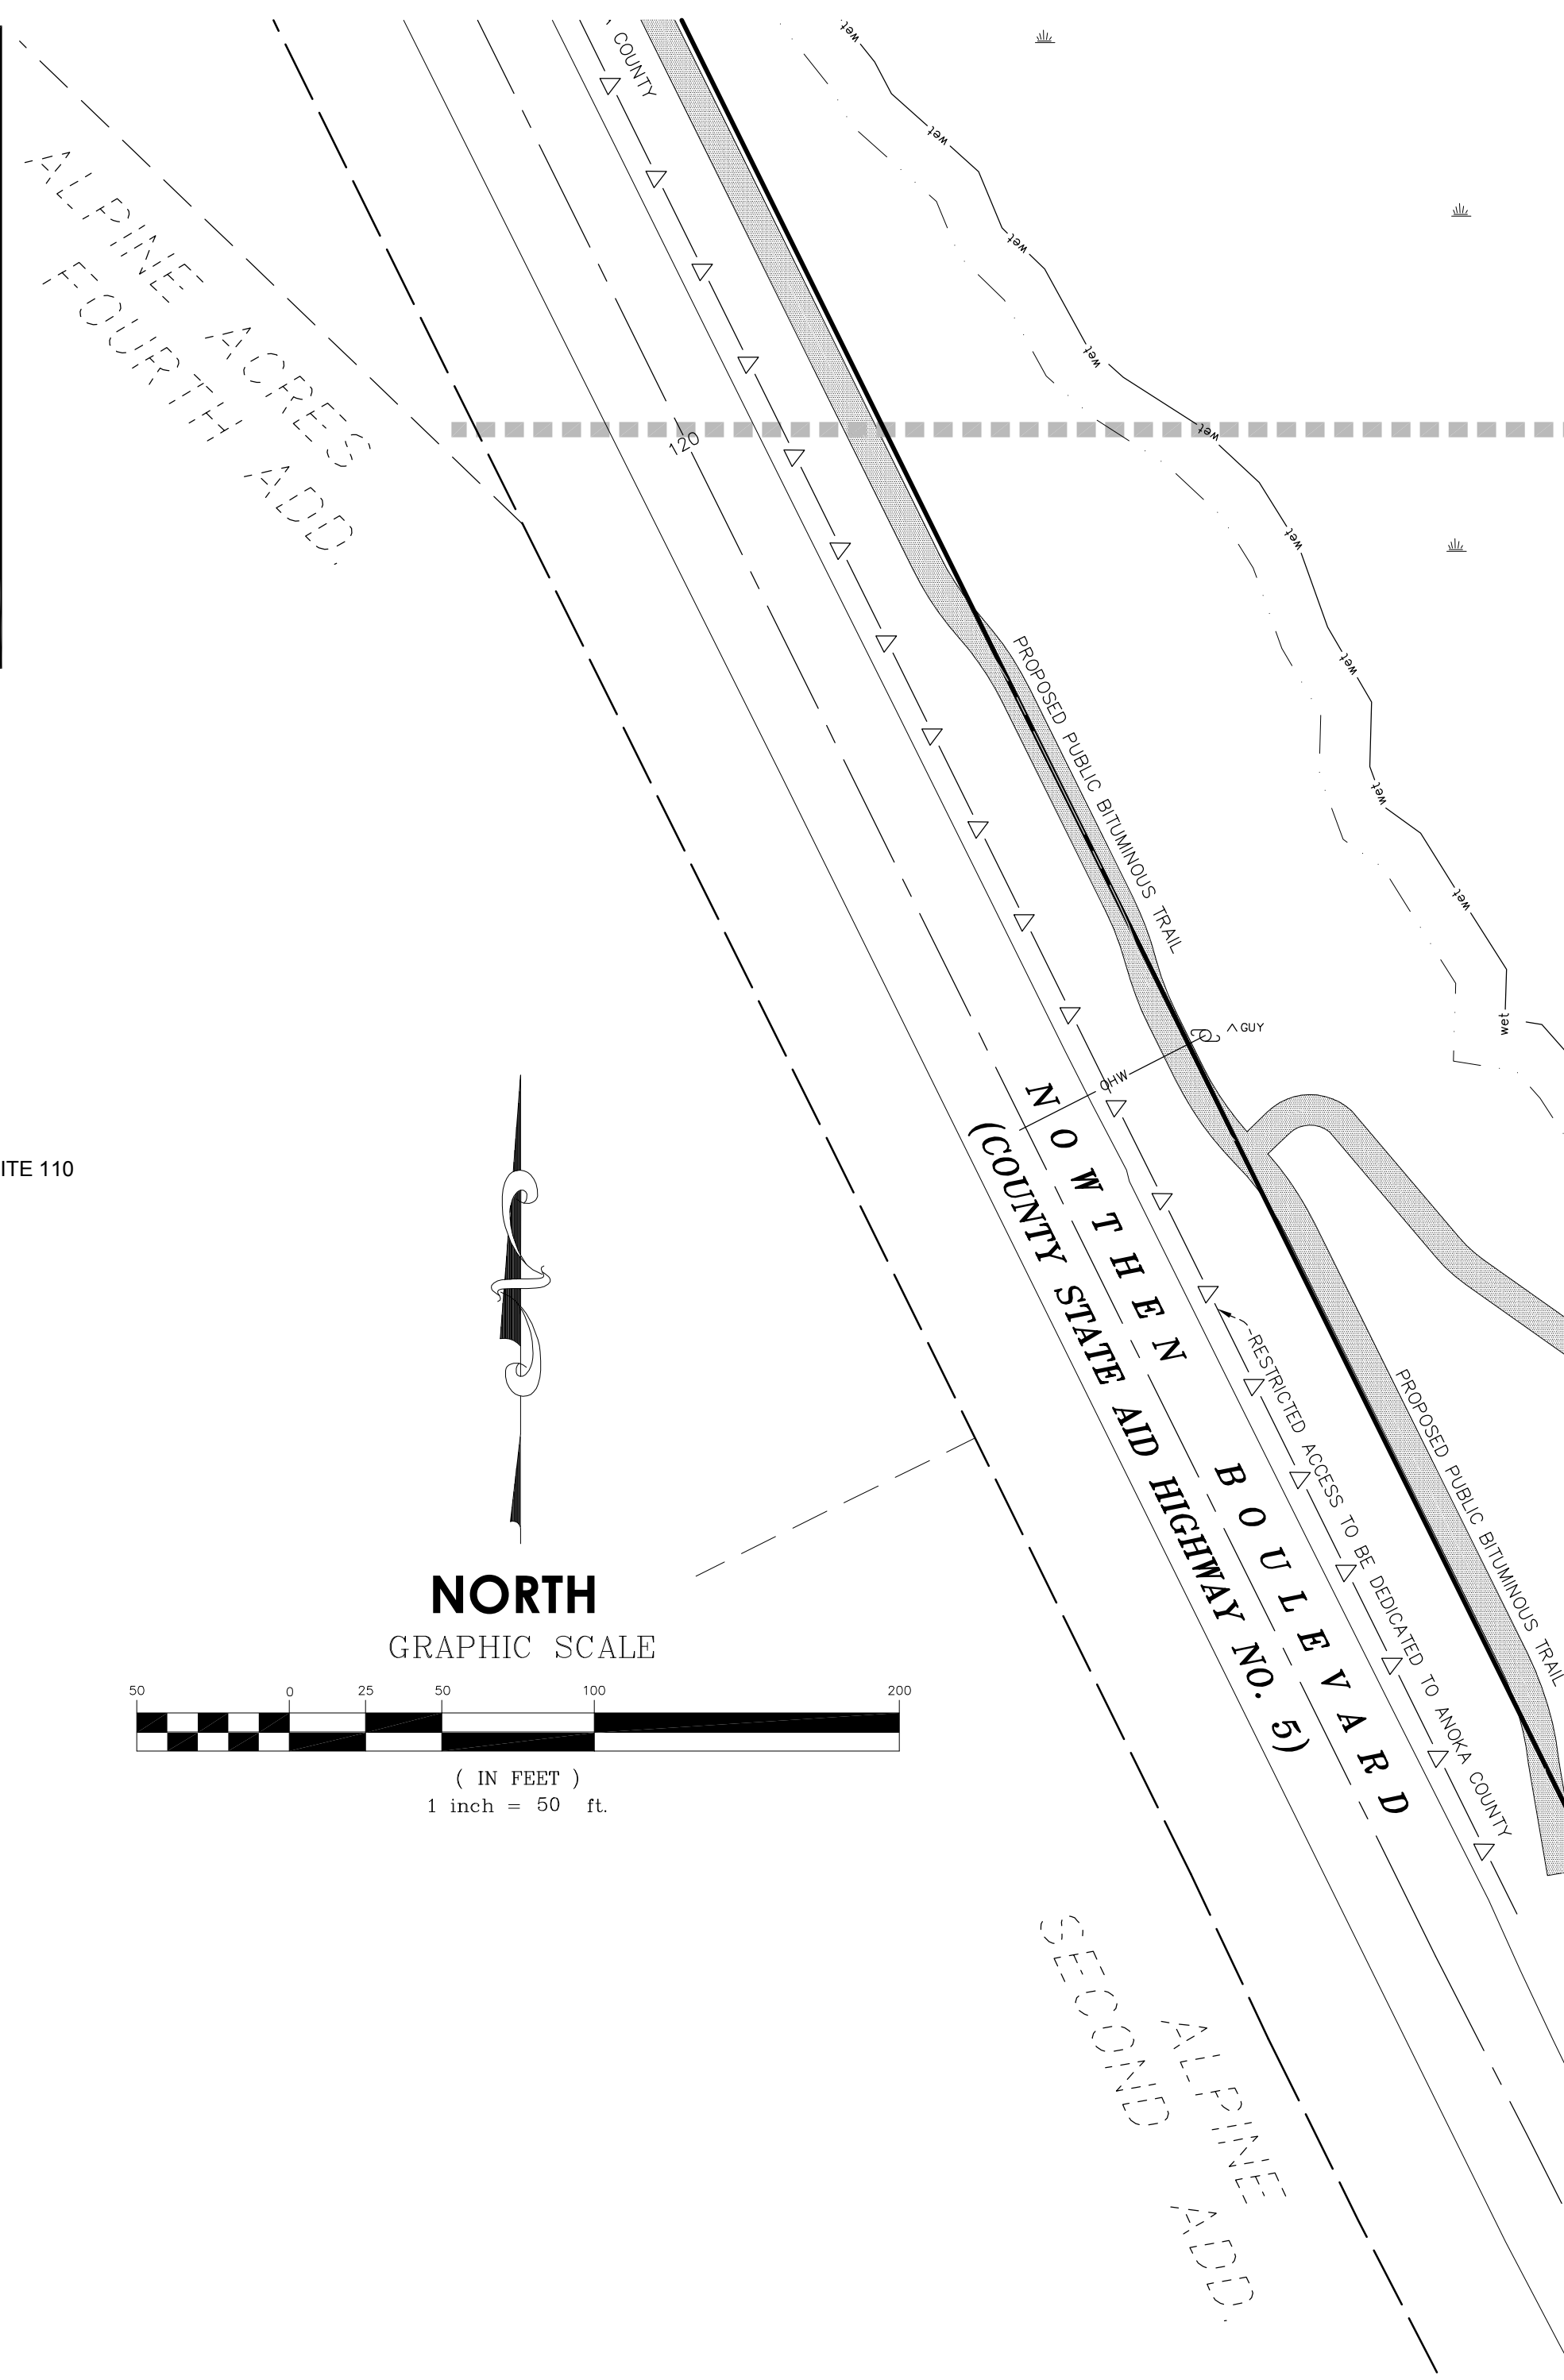 COUNTY
wet
wet
wet
wet
wet
wet
wet
wet
wet
wet
ALPINE ACRES
FOURTH ADD.
120
PROPOSED PUBLIC BITUMINOUS TRAIL
GUY
OHW
NOWTHEN BOULEVARD
(COUNTY STATE AID HIGHWAY NO. 5)
ITE 110
RESTRICTED ACCESS TO BE DEDICATED TO ANOKA COUNTY
PROPOSED PUBLIC BITUMINOUS TRAIL
NORTH
GRAPHIC SCALE
50 0 25 50 100 200
( IN FEET )
1 inch = 50 ft.
ALPINE
SECOND ADD.